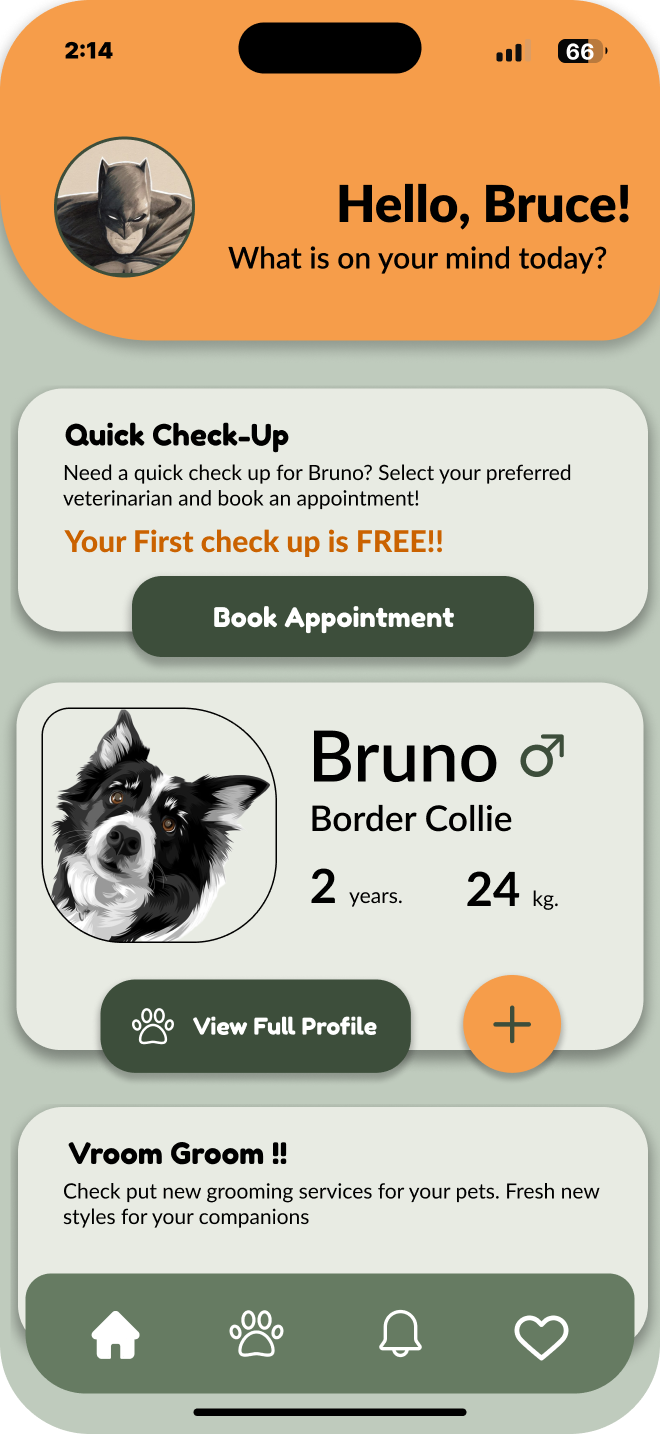 2:14
66
Hello, Bruce!
What is on your mind today?
Quick Check-Up
Need a quick check up for Bruno? Select your preferred
veterinarian and book an appointment!
Your First check up is FREE!!
Book Appointment
Bruno
Border Collie
2 years. 24 kg.
View Full Profile
Vroom Groom !!
Check put new grooming services for your pets. Fresh new
styles for your companions